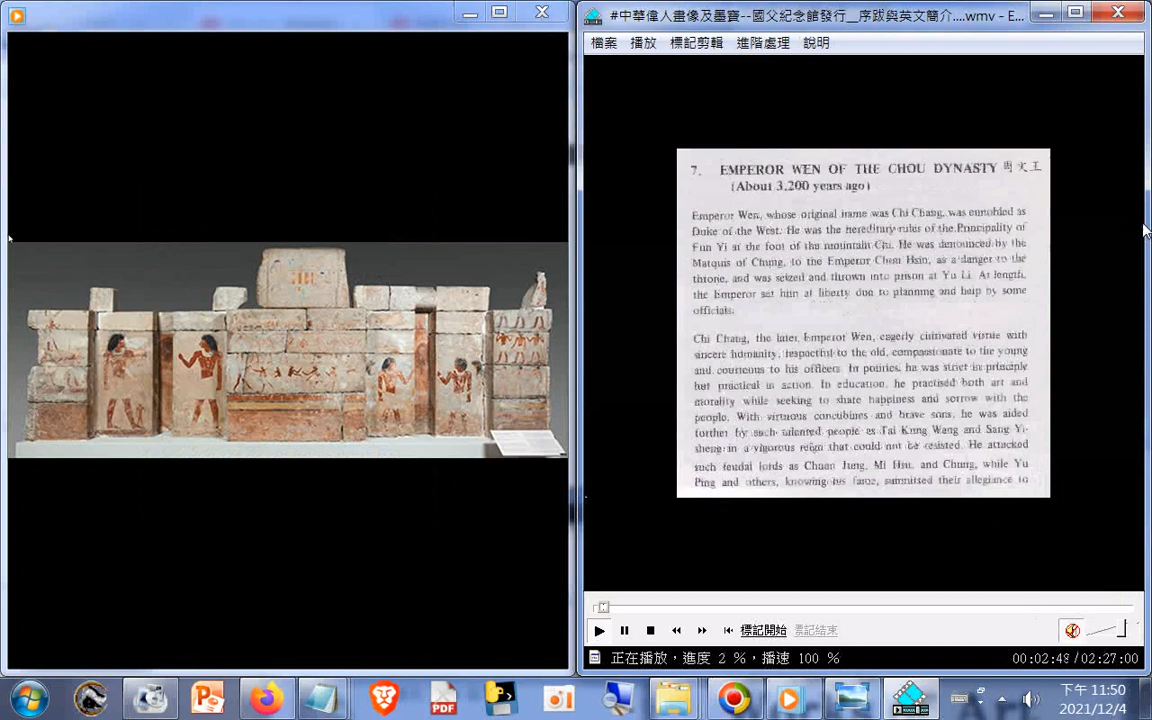 #中華偉人畫像及墨寶--國父紀念館發行__序跋與英文簡介....wmv - E...
檔案 播放 標記剪輯 進階處理 說明
7. EMPEROR WEN OF THE CHOU DYNASTY 周文王
(About 3,200 years ago)
Emperor Wen, whose original name was Chi Chang, was ennobled as
Duke of the West. He was the hereditary ruler of the Principality of
at the foot of the mountain He was denounced by the
Marquis of Chung, to the Emperor Hsin, as a danger to the
throne, and was seized and thrown into prison at Yu Li. At length,
the Emperor set him at liberty due to planning and help by some
officials.
Chi Chang, the later Emperor Wen, eagerly cultivated virtue with
sincere humanity, respectful to the old, compassionate to the young
and courteous to his officers. In politics, he was strict in principle
but practical in action. In education, he practised both art and
morality while seeking to share happiness and sorrow with the
people. With virtuous concubines and brave sons, he was aided
further by such talented people as Tai Kung Wang and Sang Yi-
sheng in a vigorous reign that could not be resisted. He attacked
such feudal lords as Chuan Jung, Mi Hsu, and Chung, while Yu
Ping and others, knowing his fame, summitted their allegiance to
標記開始 標記結束
正在播放，進度 2 %，播速 100 %
00:02:48 / 02:27:00
PDF
下午 11:50
2021/12/4